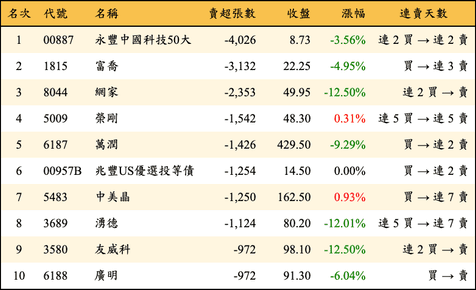 名次 代號 名稱 賣超張數 收盤 漲幅 連賣天數
1 00887 永豐中國科技50大 -4,026 8.73 -3.56% 連 2 買 → 連 2 賣
2 1815 富喬 -3,132 22.25 -4.95% 買 → 連 3 賣
3 8044 網家 -2,353 49.95 -12.50% 連 2 買 → 賣
4 5009 榮剛 -1,542 48.30 0.31% 連 5 買 → 連 5 賣
5 6187 萬潤 -1,426 429.50 -9.29% 買 → 連 2 賣
6 00957B 兆豐US優選投等債 -1,254 14.50 0.00% 買 → 連 2 賣
7 5483 中美晶 -1,250 162.50 0.93% 買 → 連 7 賣
8 3689 湧德 -1,124 80.20 -12.01% 連 5 買 → 連 7 賣
9 3580 友威科 -972 98.10 -12.50% 連 2 買 → 賣
10 6188 廣明 -972 91.30 -6.04% 買 → 賣